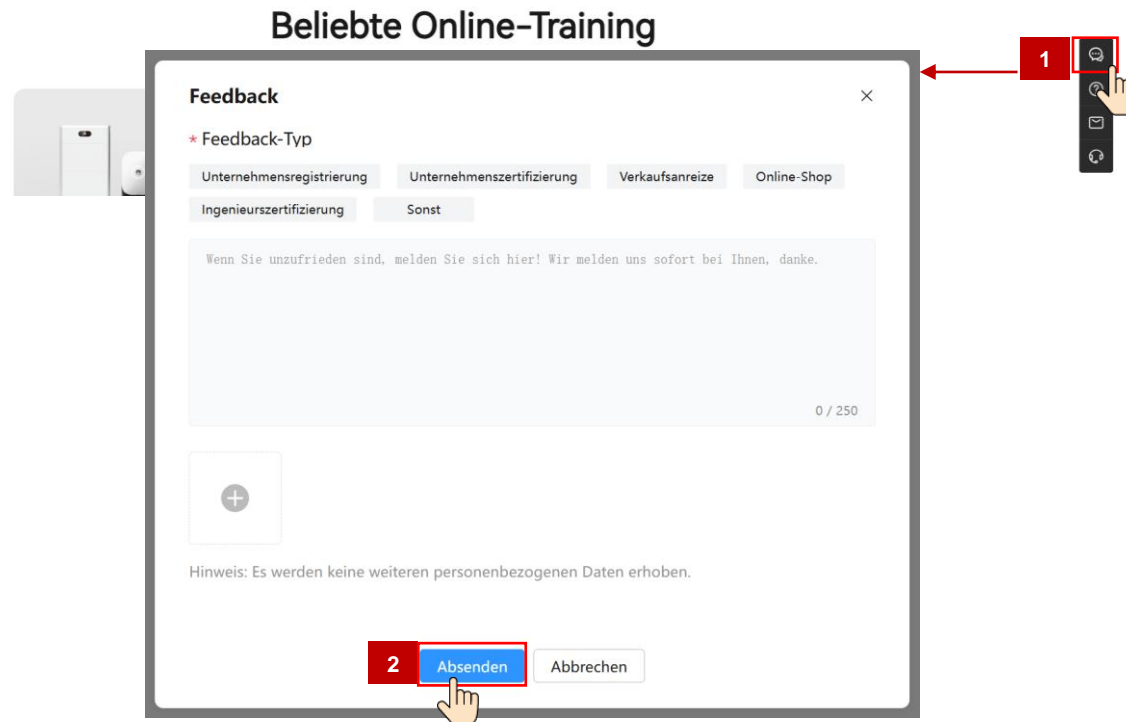 Beliebte Online-Training
1
Feedback
* Feedback-Typ
Unternehmensregistrierung Unternehmenszertifizierung Verkaufsanreize Online-Shop
Ingenieurszertifizierung Sonst
Wenn Sie unzufrieden sind, melden Sie sich hier! Wir melden uns sofort bei Ihnen, danke.
0 / 250
Hinweis: Es werden keine weiteren personenbezogenen Daten erhoben.
2 Absenden Abbrechen